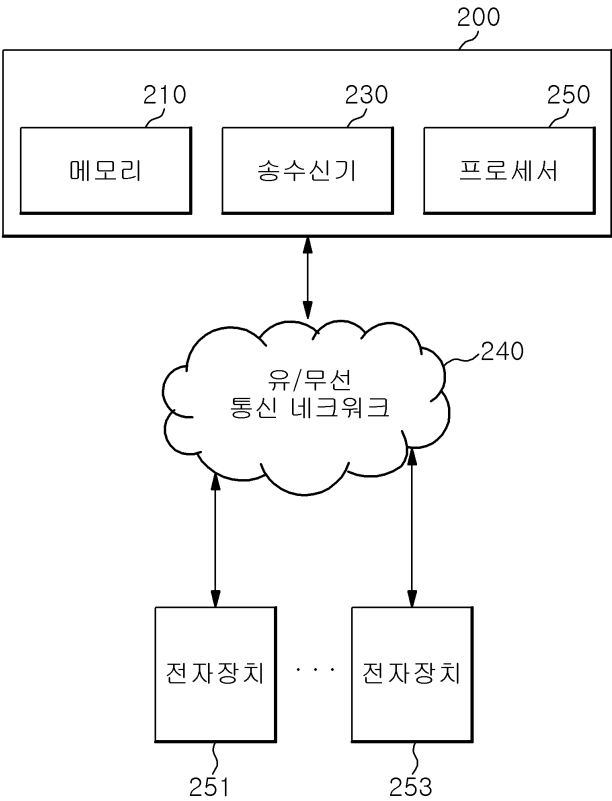 200
210 230 250
메모리 송수신기 프로세서
240
유/무선
통신 네크워크
전자장치 · · · 전자장치
251 253